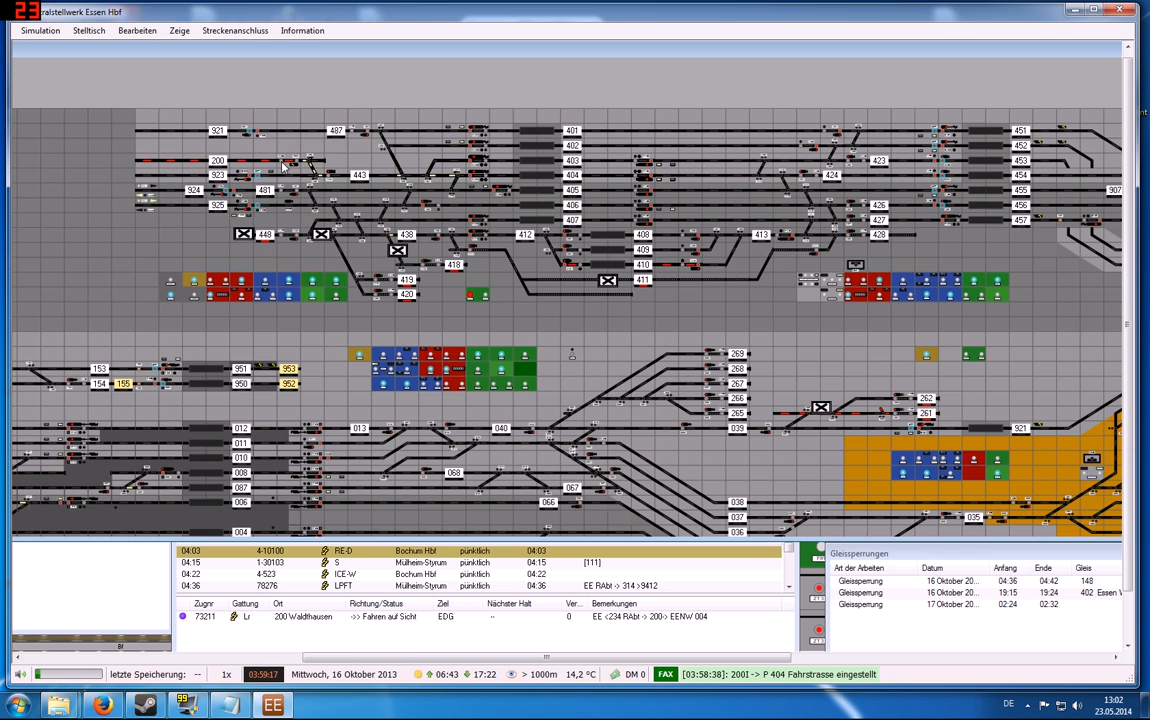 23
ralstellwerk Essen Hbf
Simulation Stelltisch Bearbeiten Zeige Streckenanschluss Information
921 487 401 451
402 452
200 403 423 453
923 443 404 424 454
924 481 405 455 907
925 406 426 456
407 427 457
448 438 412 408 413 428
409
418 410
419 411
420
269
153 951 953 268
154 155 950 952 267
266 262
265 261
012 013 040 039 921
011
010
008 068
087 067
006 066 038
037 035
004 036
04:03 4-10100 RE-D Bochum Hbf pünktlich 04:03
04:15 1-30103 S Mülheim-Styrum pünktlich 04:15 [111]
04:22 4-523 ICE-W Bochum Hbf pünktlich 04:22
04:36 78276 LPFT Mülheim-Styrum pünktlich 04:36 EE RAbt -> 314 >9412
Zugnr Gattung Ort Richtung/Status Ziel Nächster Halt Ver... Bemerkungen
73211 Lr 200 Waldthausen ->> Fahren auf Sicht EDG -- 0 EE <234 RAbt -> 200-> EENW 004
Gleissperrungen
Art der Arbeiten Datum Anfang Ende Gleis
Gleissperrung 16 Oktober 20... 04:36 04:42 148
Gleissperrung 16 Oktober 20... 19:15 19:24 402 Essen
Gleissperrung 17 Oktober 20... 02:24 02:32
letzte Speicherung: -- 1x 03:59:17 Mittwoch, 16 Oktober 2013 06:43 17:22 > 1000m 14,2 °C DM 0 FAX [03:58:38]: 200I -> P 404 Fahrstrasse eingestellt
99 EE DE 13:02
23.05.2014